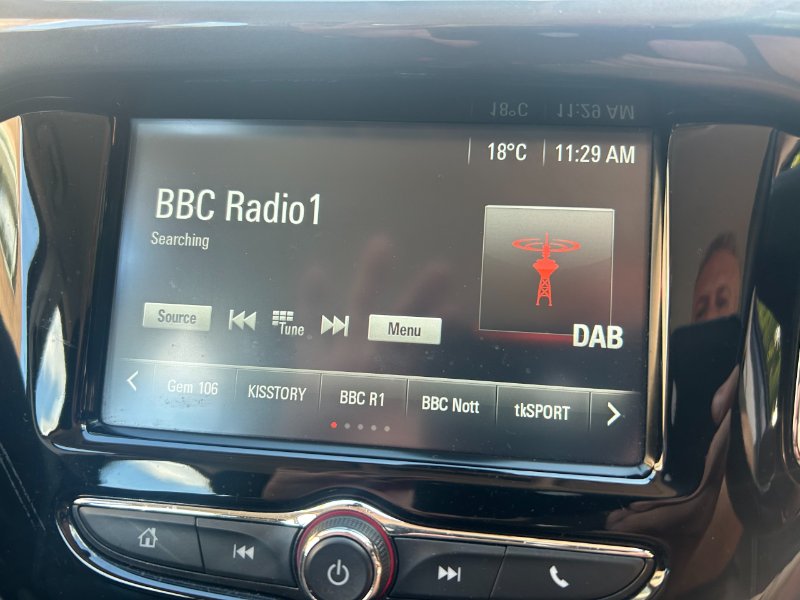 18°C 11:29 AM
BBC Radio1
Searching
Source Tune Menu
DAB
Gem 106 KISSTORY BBC R1 BBC Nott tkSPORT